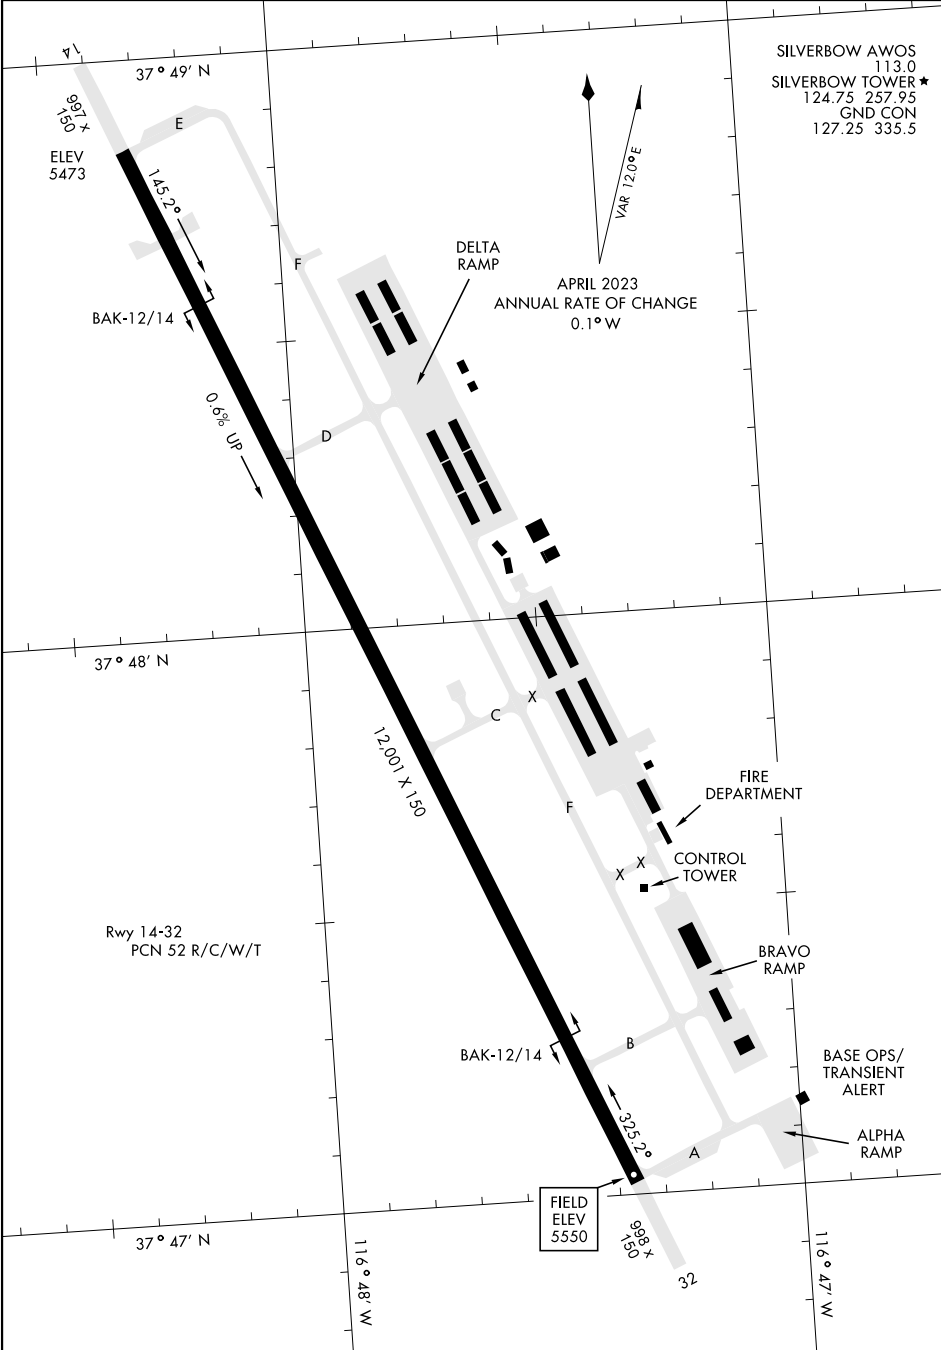 14
37° 49' N
SILVERBOW AWOS
113.0
SILVERBOW TOWER ★
124.75 257.95
GND CON
127.25 335.5
997 X
150
E
ELEV
5473
VAR 12.0° E
145.2°
F
DELTA
RAMP
APRIL 2023
ANNUAL RATE OF CHANGE
0.1° W
BAK-12/14
0.6% UP
D
37° 48' N
X
C
12,001 X 150
F
FIRE
DEPARTMENT
X
X
CONTROL
TOWER
Rwy 14-32
PCN 52 R/C/W/T
BRAVO
RAMP
BAK-12/14
B
BASE OPS/
TRANSIENT
ALERT
325.2°
A
ALPHA
RAMP
FIELD
ELEV
5550
37° 47' N
998 X
150
32
116° 48' W
116° 47' W